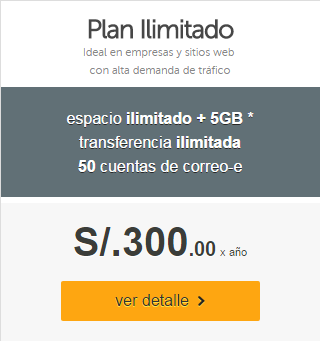 Plan Ilimitado
Ideal en empresas y sitios web
con alta demanda de tráfico
espacio ilimitado + 5GB *
transferencia ilimitada
50 cuentas de correo-e
S/.300.00 x año
ver detalle >